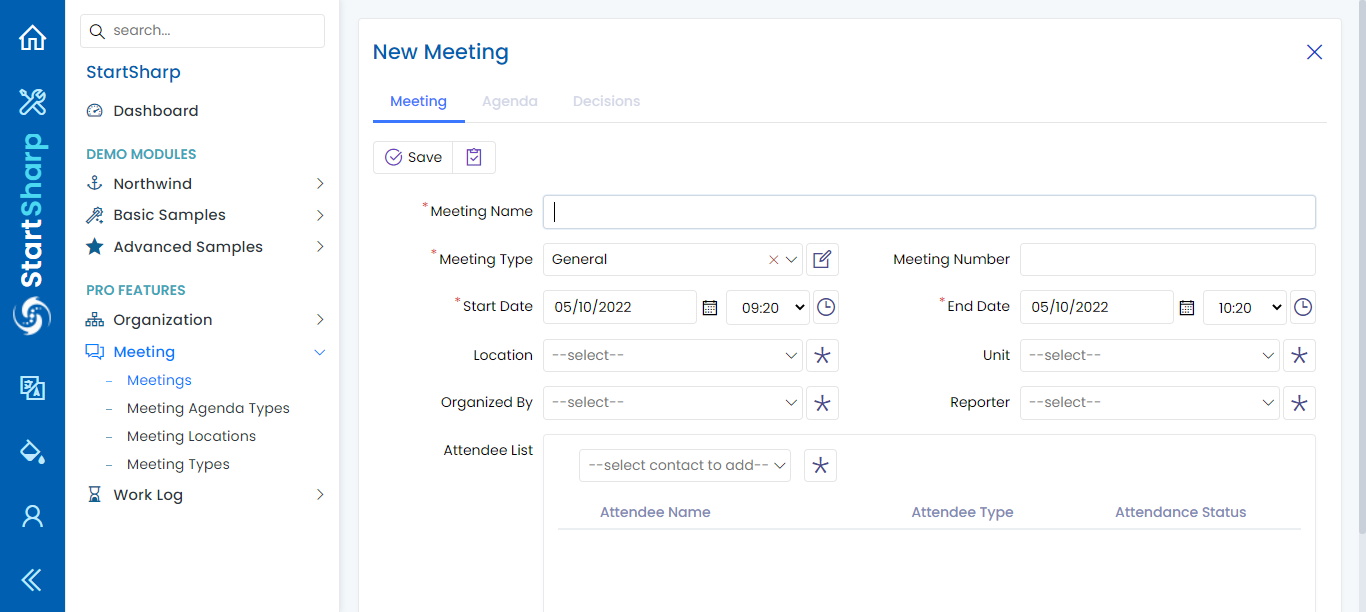 StartSharp
search...
StartSharp
Dashboard
DEMO MODULES
Northwind
Basic Samples
Advanced Samples
PRO FEATURES
Organization
Meeting
Meetings
Meeting Agenda Types
Meeting Locations
Meeting Types
Work Log
New Meeting
Meeting Agenda Decisions
Save
*Meeting Name
*Meeting Type General Meeting Number
*Start Date 05/10/2022 09:20 *End Date 05/10/2022 10:20
Location --select-- Unit --select--
Organized By --select-- Reporter --select--
Attendee List
--select contact to add--
Attendee Name Attendee Type Attendance Status